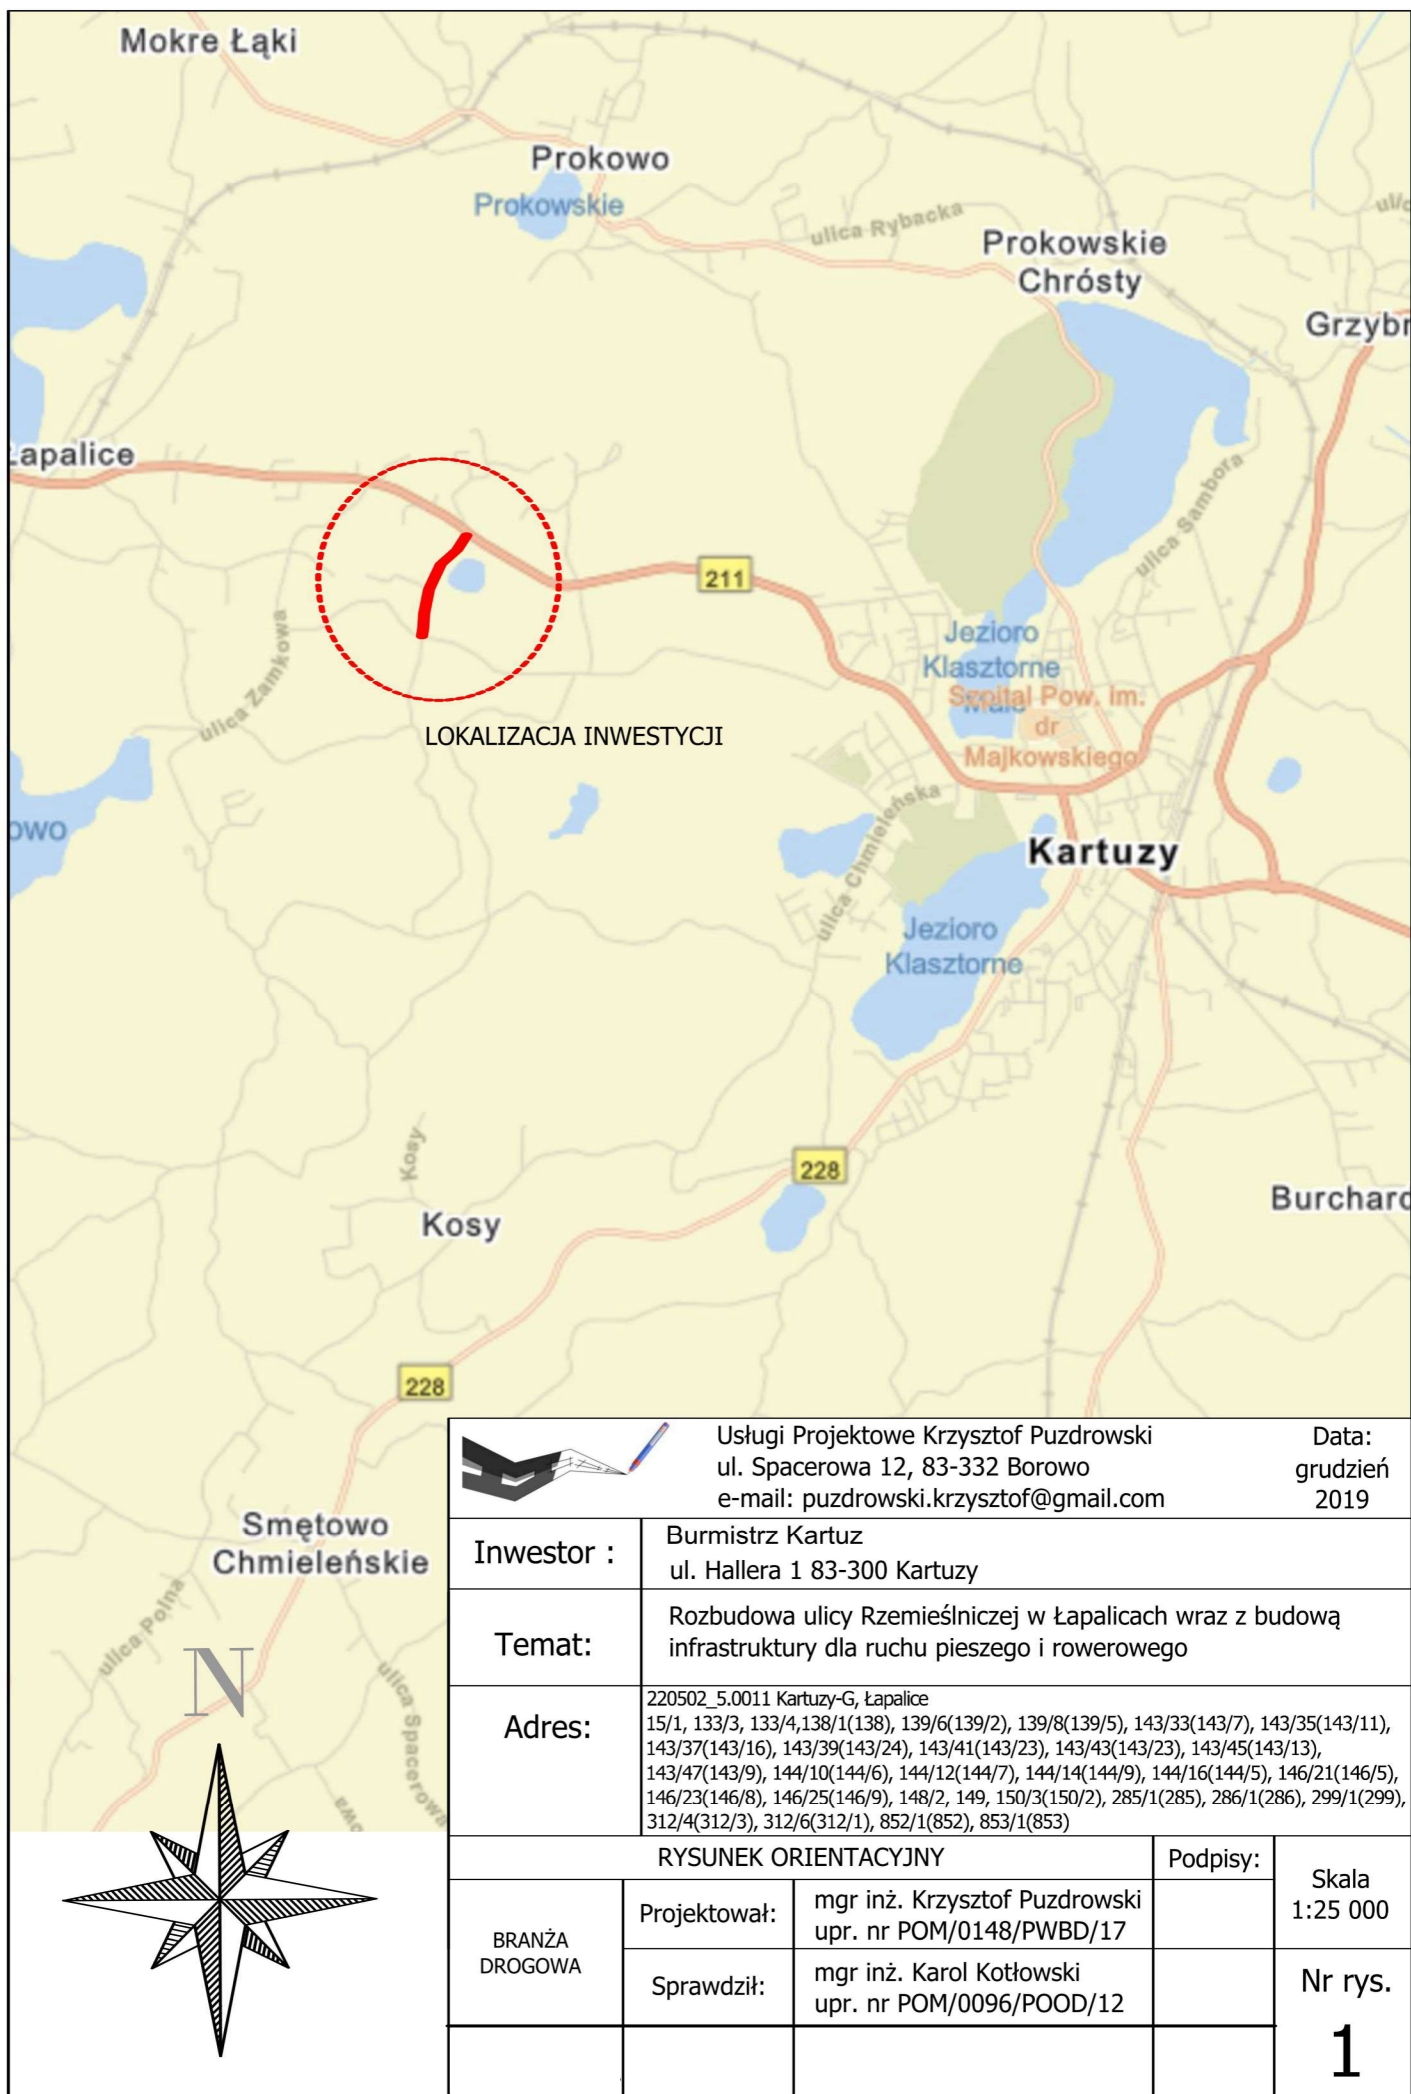 Mokre Łąki
Prokowo
Prokowskie
ulica Rybacka
Prokowskie
Chrósty
Grzybr
Łapalice
ulica Sambora
211
Jezioro
Klasztorne
Małe
Szpital Pow. im.
dr
Majkowskiego
ulica Zamkowa
LOKALIZACJA INWESTYCJI
owo
ulica Chmieleńska
Kartuzy
Jezioro
Klasztorne
Kosy
228
Burchard
Kosy
228
Smętowo
Chmieleńskie
ulica Polna
ulica Spacerowa
owa
N
Usługi Projektowe Krzysztof Puzdrowski
ul. Spacerowa 12, 83-332 Borowo
e-mail: puzdrowski.krzysztof@gmail.com
Data:
grudzień
2019
Inwestor :
Burmistrz Kartuz
ul. Hallera 1 83-300 Kartuzy
Temat:
Rozbudowa ulicy Rzemieślniczej w Łapalicach wraz z budową
infrastruktury dla ruchu pieszego i rowerowego
Adres:
220502_5.0011 Kartuzy-G, Łapalice
15/1, 133/3, 133/4,138/1(138), 139/6(139/2), 139/8(139/5), 143/33(143/7), 143/35(143/11),
143/37(143/16), 143/39(143/24), 143/41(143/23), 143/43(143/23), 143/45(143/13),
143/47(143/9), 144/10(144/6), 144/12(144/7), 144/14(144/9), 144/16(144/5), 146/21(146/5),
146/23(146/8), 146/25(146/9), 148/2, 149, 150/3(150/2), 285/1(285), 286/1(286), 299/1(299),
312/4(312/3), 312/6(312/1), 852/1(852), 853/1(853)
RYSUNEK ORIENTACYJNY
Podpisy:
Skala
1:25 000
BRANŻA
DROGOWA
Projektował:
mgr inż. Krzysztof Puzdrowski
upr. nr POM/0148/PWBD/17
Sprawdził:
mgr inż. Karol Kotłowski
upr. nr POM/0096/POOD/12
Nr rys.
1